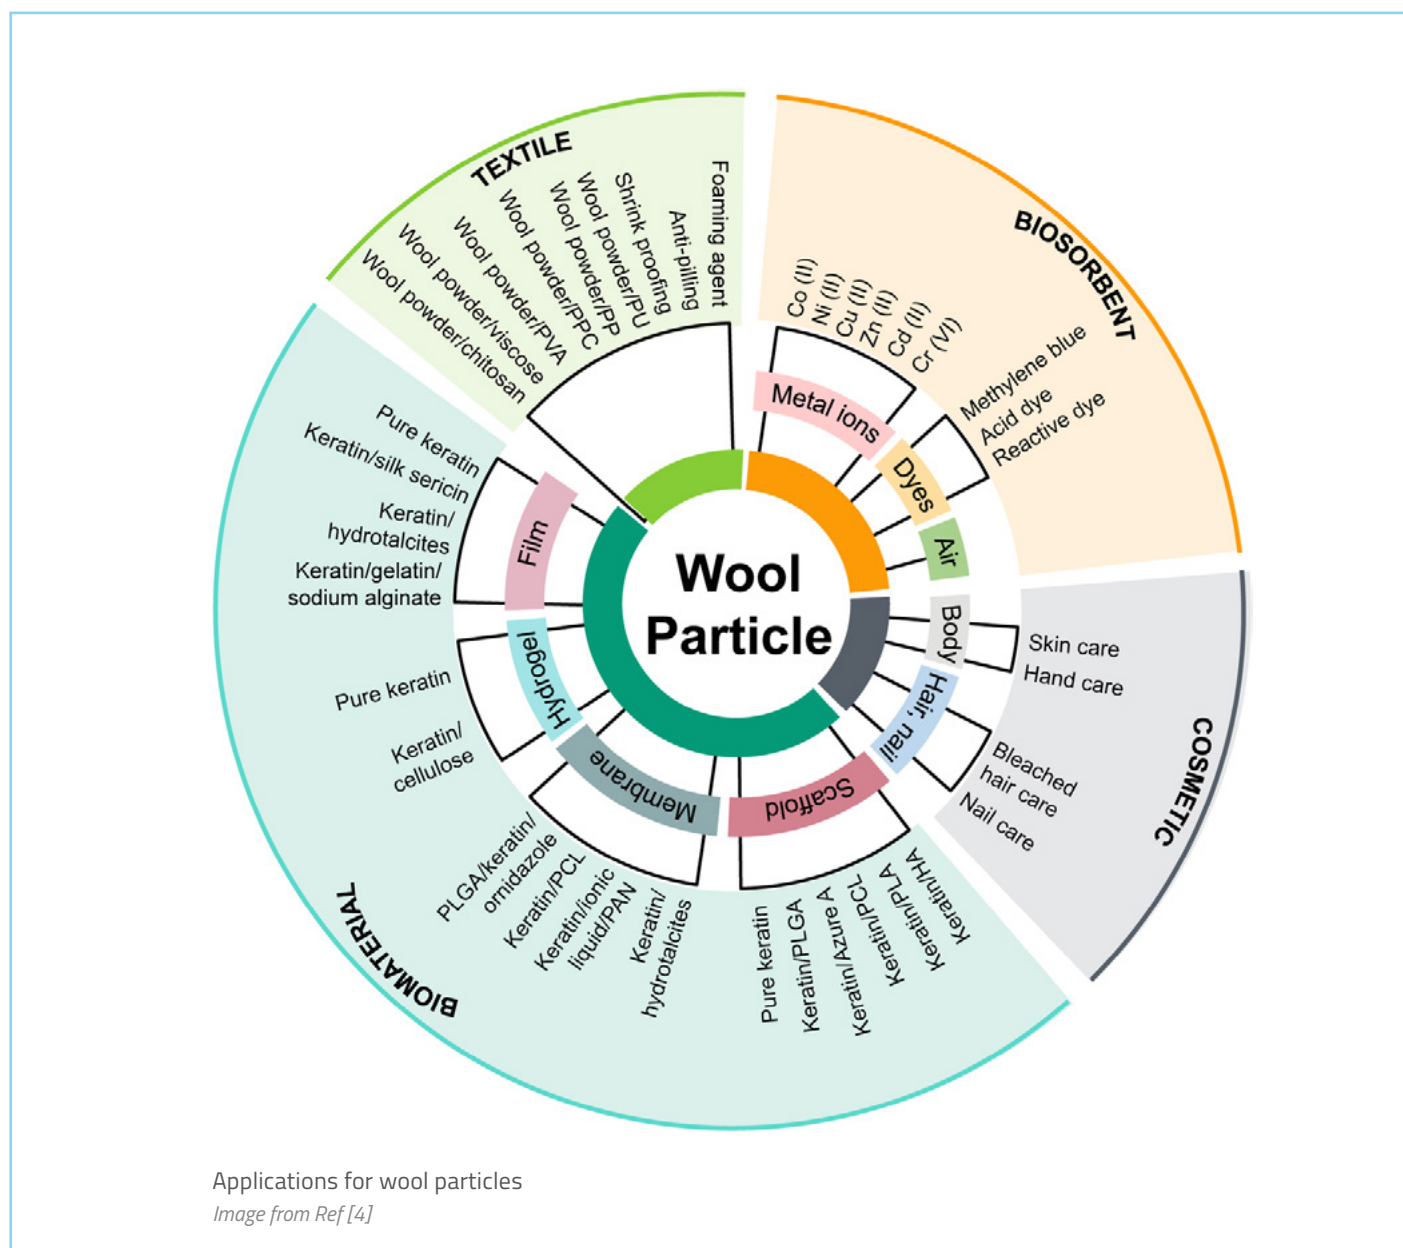 TEXTILE
Wool powder/chitosan
Wool powder/viscose
Wool powder/PVA
Wool powder/PPC
Wool powder/PP
Wool powder/PU
Shrink proofing
Anti-pilling
Foaming agent
BIOSORBENT
Metal ions
Co (II)
Ni (II)
Cu (II)
Zn (II)
Cd (II)
Cr (VI)
Dyes
Methylene blue
Acid dye
Reactive dye
Air
COSMETIC
Body
Skin care
Hand care
Hair, nail
Bleached
hair care
Nail care
BIOMATERIAL
Scaffold
Keratin/HA
Keratin/PLA
Keratin/PCL
Keratin/Azure A
Keratin/PLGA
Pure keratin
Membrane
Keratin/
hydrotalcites
Keratin/ionic
liquid/PAN
Keratin/PCL
PLGA/keratin/
ornidazole
Hydrogel
Keratin/
cellulose
Pure keratin
Film
Keratin/gelatin/
sodium alginate
Keratin/
hydrotalcites
Keratin/silk sericin
Pure keratin
Wool
Particle
Applications for wool particles
Image from Ref [4]